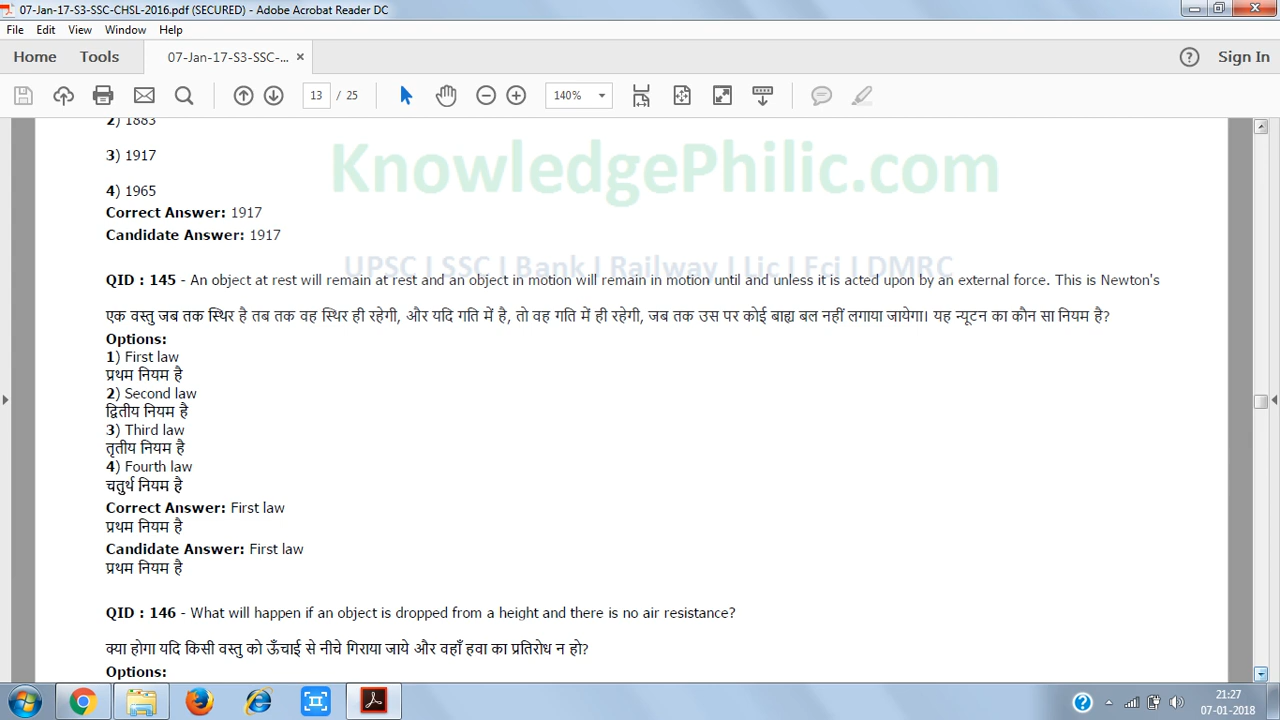 07-Jan-17-S3-SSC-CHSL-2016.pdf (SECURED) - Adobe Acrobat Reader DC
File Edit View Window Help
Home Tools 07-Jan-17-S3-SSC-... × Sign In
13 / 25 140%
2) 1883
3) 1917
KnowledgePhilic.com
4) 1965
Correct Answer: 1917
Candidate Answer: 1917
UPSC I SSC I Bank I Railway I Lic I Fci I DMRC
QID : 145 - An object at rest will remain at rest and an object in motion will remain in motion until and unless it is acted upon by an external force. This is Newton's
एक वस्तु जब तक स्थिर है तब तक वह स्थिर ही रहेगी, और यदि गति में है, तो वह गति में ही रहेगी, जब तक उस पर कोई बाह्य बल नहीं लगाया जायेगा। यह न्यूटन का कौन सा नियम है?
Options:
1) First law
प्रथम नियम है
2) Second law
द्वितीय नियम है
3) Third law
तृतीय नियम है
4) Fourth law
चतुर्थ नियम है
Correct Answer: First law
प्रथम नियम है
Candidate Answer: First law
प्रथम नियम है
QID : 146 - What will happen if an object is dropped from a height and there is no air resistance?
क्या होगा यदि किसी वस्तु को ऊँचाई से नीचे गिराया जाये और वहाँ हवा का प्रतिरोध न हो?
Options:
21:27
07-01-2018